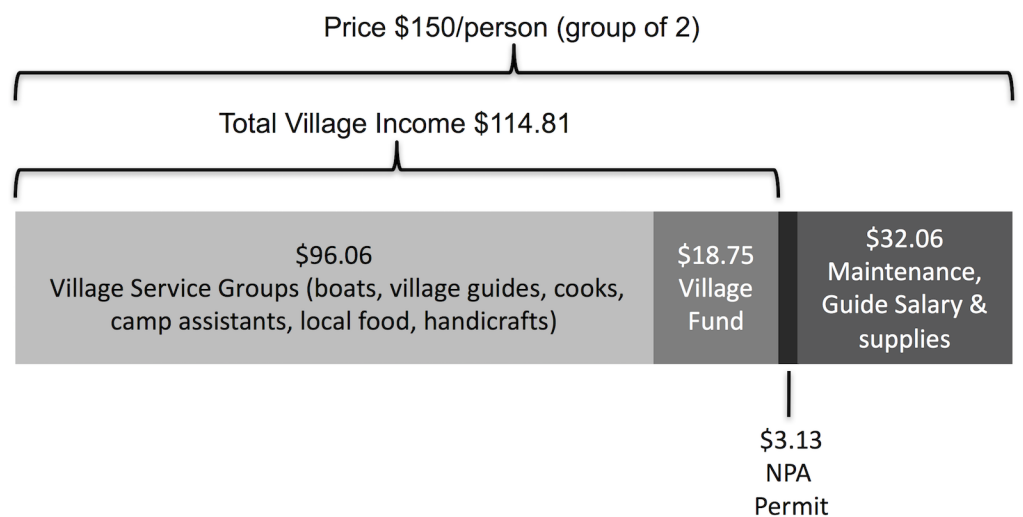 Price $150/person (group of 2)
Total Village Income $114.81
$96.06
Village Service Groups (boats, village guides, cooks,
camp assistants, local food, handicrafts)
$18.75
Village
Fund
$32.06
Maintenance,
Guide Salary &
supplies
$3.13
NPA
Permit